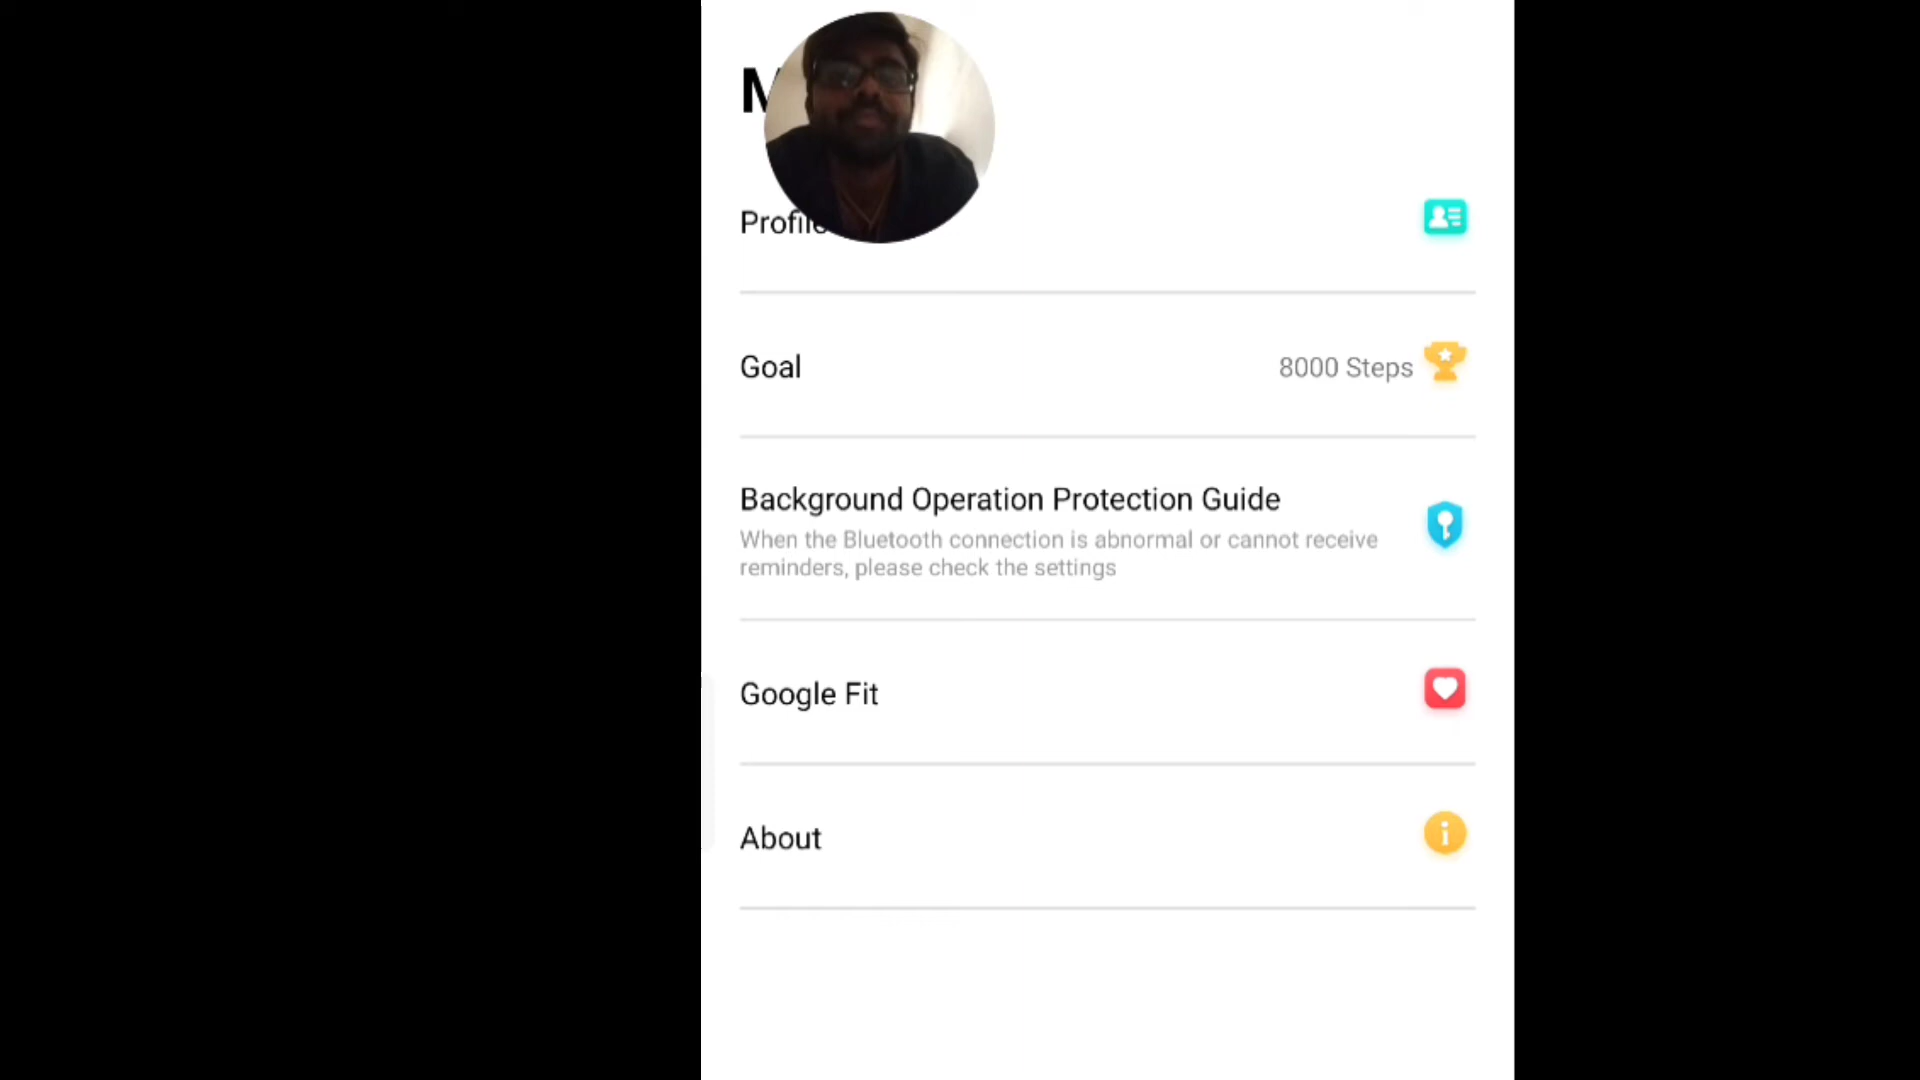 Profile
Goal
8000 Steps
Background Operation Protection Guide
When the Bluetooth connection is abnormal or cannot receive
reminders, please check the settings
Google Fit
About